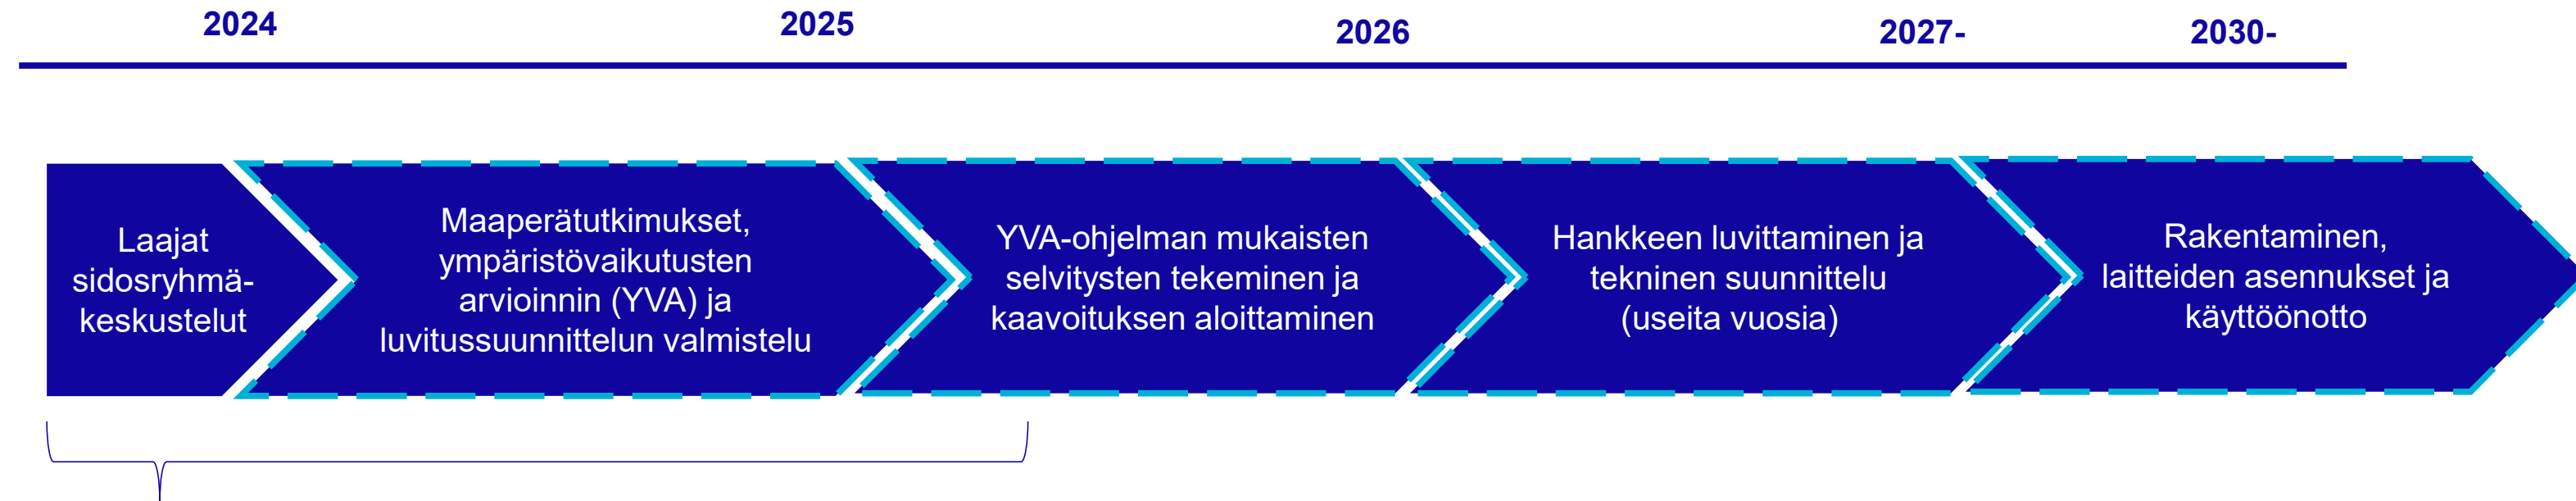 2024
2025
2026
2027-
2030-
Laajat
sidosryhmä-
keskustelut
Maaperätutkimukset,
ympäristövaikutusten
arvioinnin (YVA) ja
luvitussuunnittelun valmistelu
YVA-ohjelman mukaisten
selvitysten tekeminen ja
kaavoituksen aloittaminen
Hankkeen luvittaminen ja
tekninen suunnittelu
(useita vuosia)
Rakentaminen,
laitteiden asennukset ja
käyttöönotto